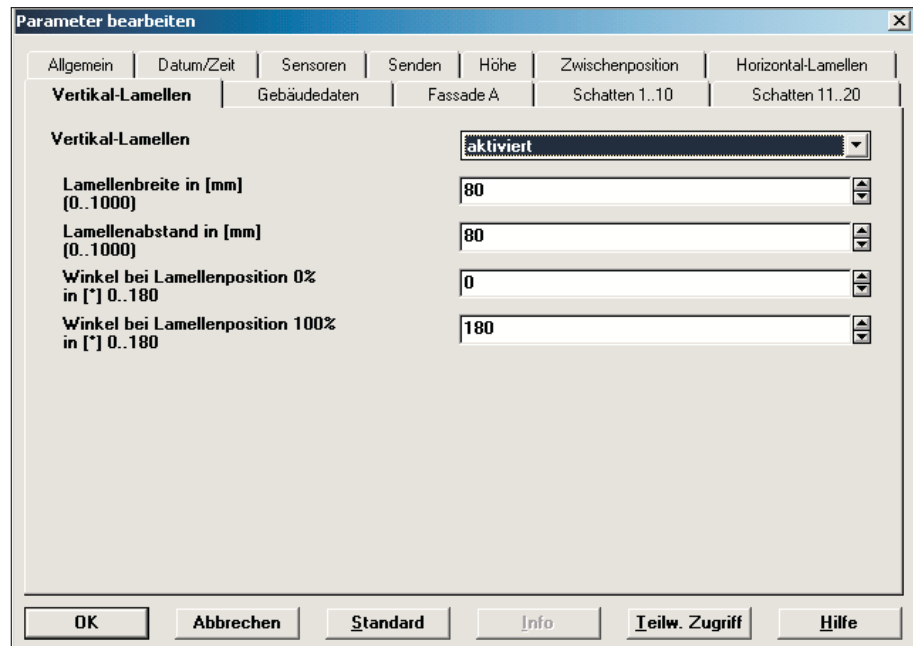 Parameter bearbeiten
Allgemein Datum/Zeit Sensoren Senden Höhe Zwischenposition Horizontal-Lamellen
Vertikal-Lamellen Gebäudedaten Fassade A Schatten 1..10 Schatten 11..20
Vertikal-Lamellen aktiviert
Lamellenbreite in [mm] 80
(0..1000)
Lamellenabstand in [mm] 80
(0..1000)
Winkel bei Lamellenposition 0% 0
in [°] 0..180
Winkel bei Lamellenposition 100% 180
in [°] 0..180
OK Abbrechen Standard Info Teilw. Zugriff Hilfe